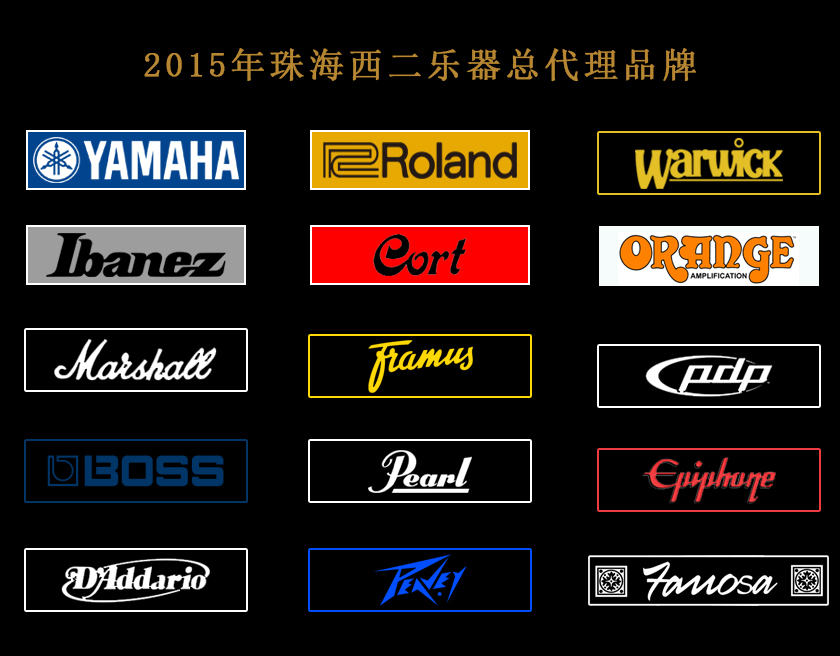 2015年珠海西二乐器总代理品牌
YAMAHA
Roland
Warwick
Ibanez
Cort
ORANGE
AMPLIFICATION
Marshall
Framus
pdp
BOSS
Pearl
Epiphone
D'Addario
PEAVEY
Famosa